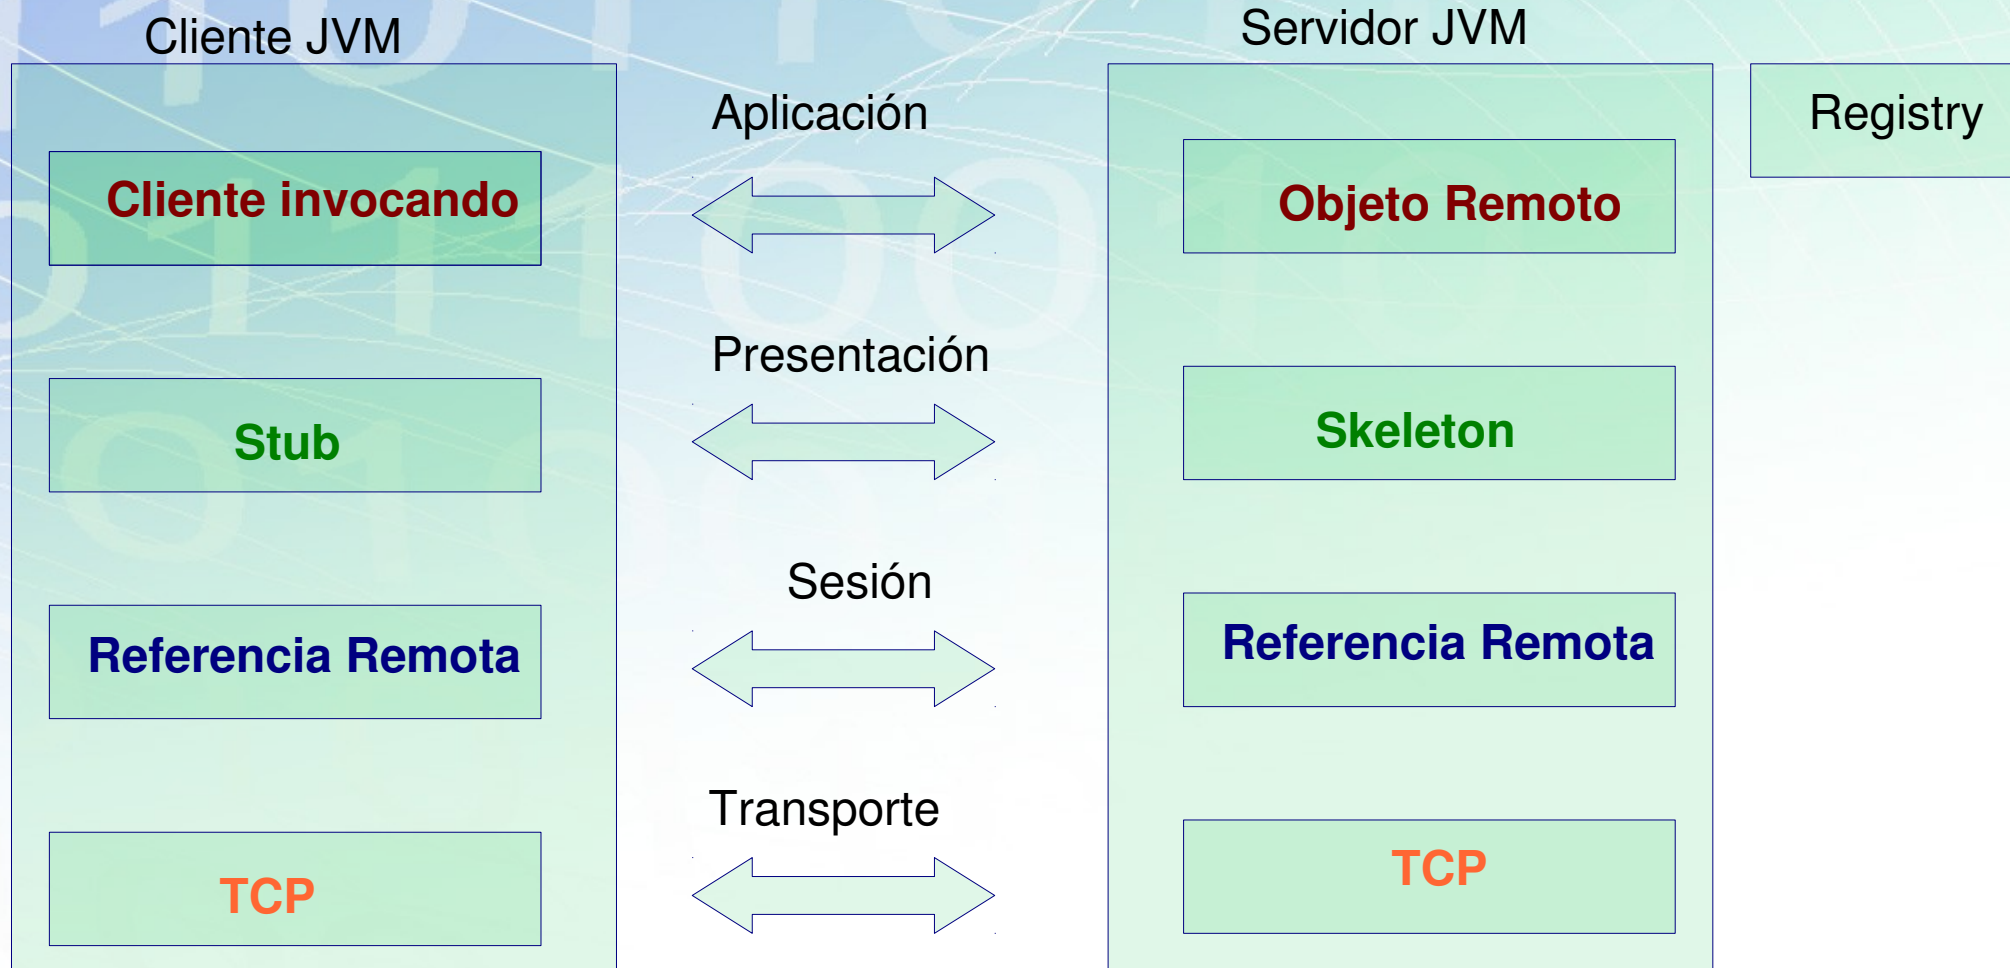 Cliente JVM
Servidor JVM
Aplicación
Registry
Cliente invocando
Objeto Remoto
Presentación
Stub
Skeleton
Sesión
Referencia Remota
Referencia Remota
Transporte
TCP
TCP